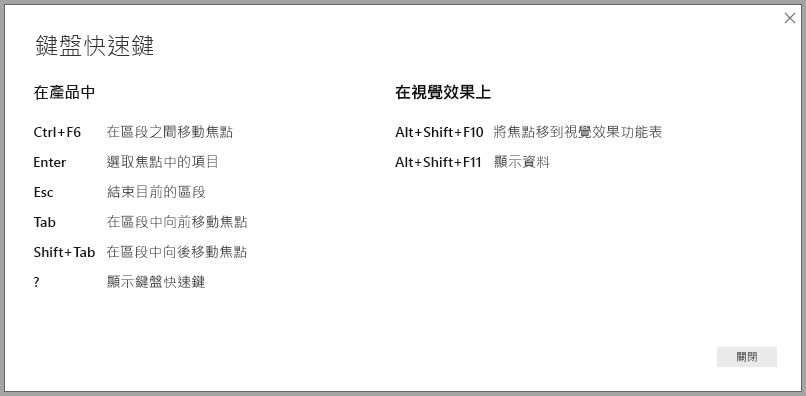 鍵盤快速鍵
在產品中
Ctrl+F6 在區段之間移動焦點
Enter 選取焦點中的項目
Esc 結束目前的區段
Tab 在區段中向前移動焦點
Shift+Tab 在區段中向後移動焦點
? 顯示鍵盤快速鍵
在視覺效果上
Alt+Shift+F10 將焦點移到視覺效果功能表
Alt+Shift+F11 顯示資料
關閉